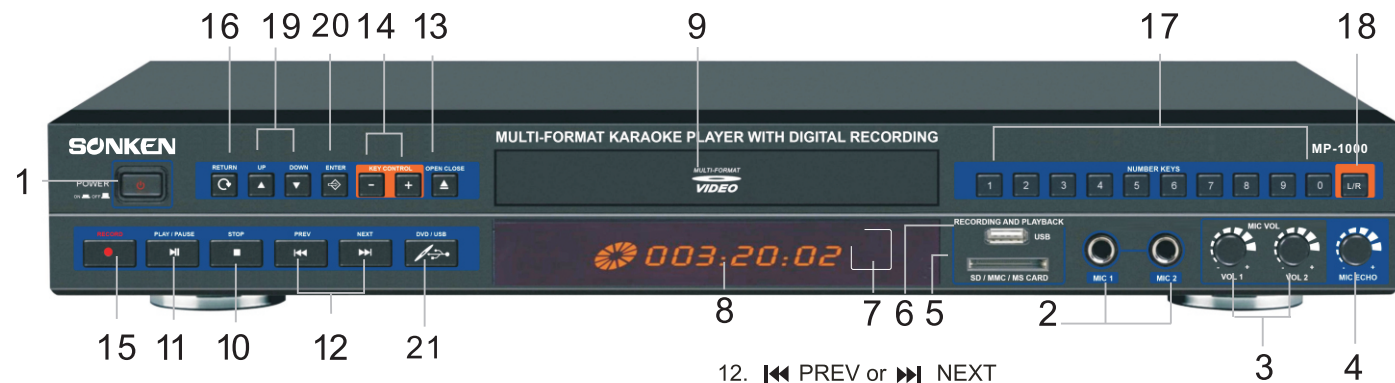 16 19 20 14 13 9 17 18
SONKEN
MULTI-FORMAT KARAOKE PLAYER WITH DIGITAL RECORDING
MP-1000
RETURN UP DOWN ENTER KEY CONTROL OPEN CLOSE
− +
MULTI-FORMAT
VIDEO
NUMBER KEYS
1 2 3 4 5 6 7 8 9 0 L/R
1
POWER
ON OFF
RECORD PLAY / PAUSE STOP PREV NEXT DVD / USB
003:20:02
RECORDING AND PLAYBACK
USB
SD / MMC / MS CARD
MIC 1 MIC 2
MIC VOL
- + - + - +
VOL 1 VOL 2 MIC ECHO
15 11 10 12 21 8 7 6 5 2 3 4
12. PREV or NEXT